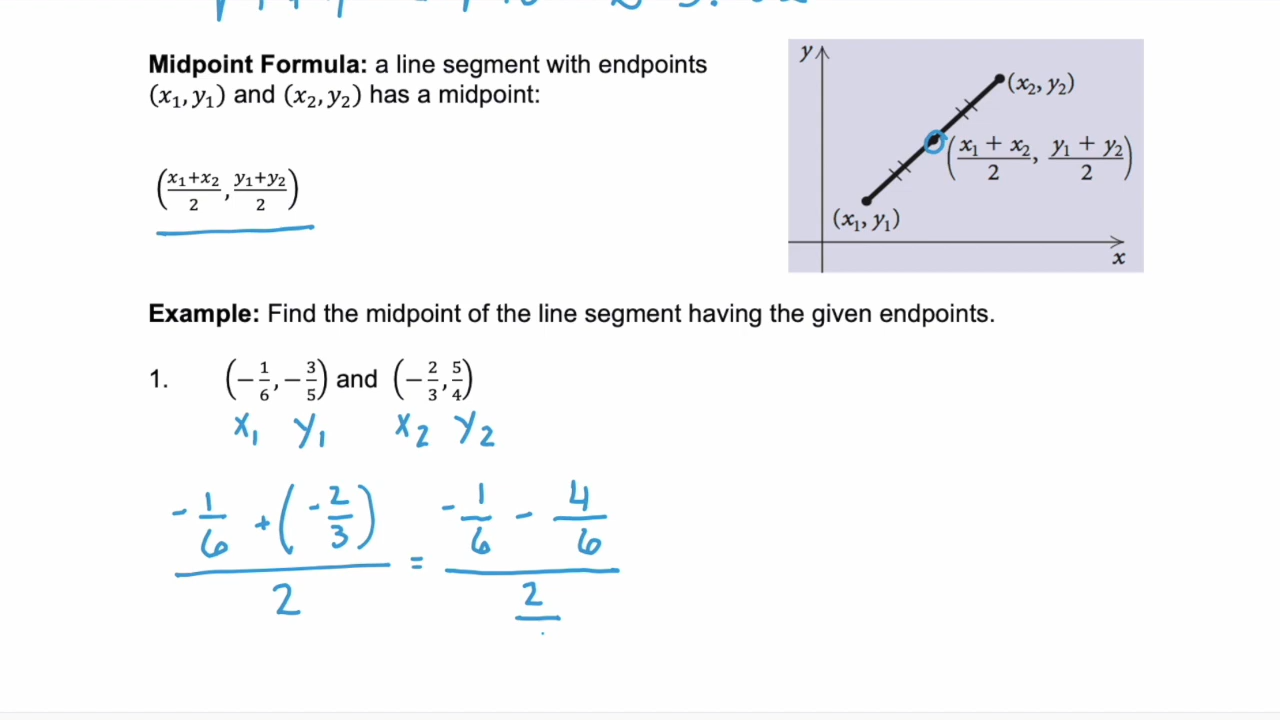 Midpoint Formula: a line segment with endpoints
(x₁, y₁) and (x₂, y₂) has a midpoint:
((x₁+x₂)/2, (y₁+y₂)/2)
y
(x₂, y₂)
((x₁ + x₂)/2, (y₁ + y₂)/2)
(x₁, y₁)
x
Example: Find the midpoint of the line segment having the given endpoints.
1. (−1/6, −3/5) and (−2/3, 5/4)
x₁ y₁ x₂ y₂
(-1/6 + (-2/3))/2 = (-1/6 - 4/6)/2